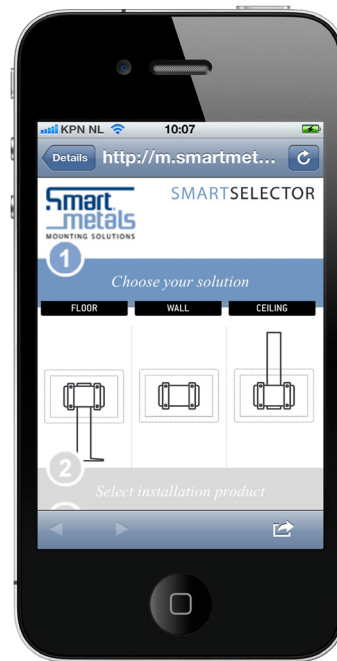 KPN NL 10:07
Details http://m.smartmet...
Smart
metals
MOUNTING SOLUTIONS
SMARTSELECTOR
1
Choose your solution
FLOOR WALL CEILING
2
Select installation product